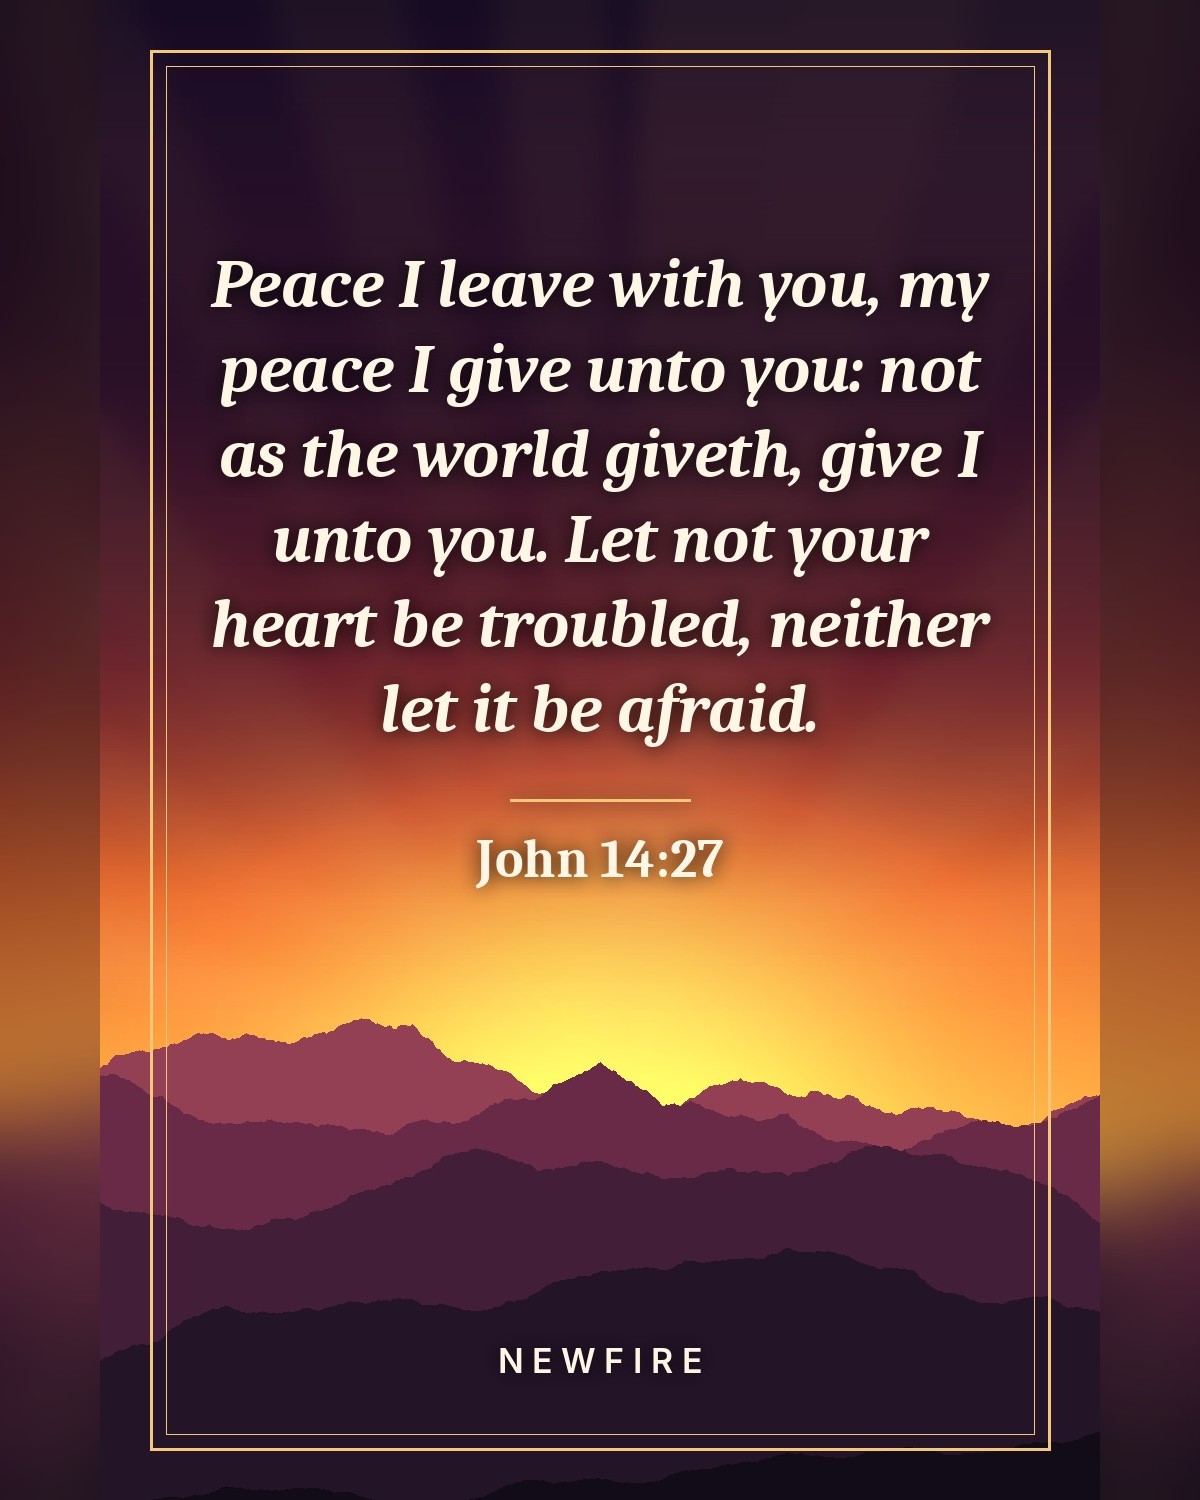 Peace I leave with you, my
peace I give unto you: not
as the world giveth, give I
unto you. Let not your
heart be troubled, neither
let it be afraid.
John 14:27
NEWFIRE